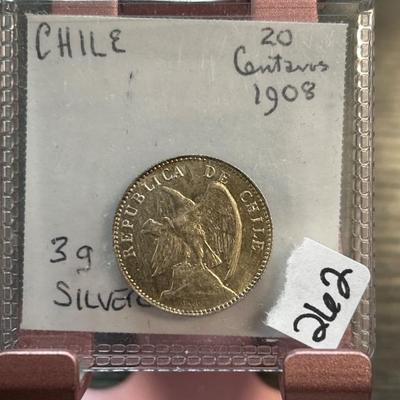 CHILE
20
Centavos
1908
REPUBLICA DE CHILE
3g
SILVER
262